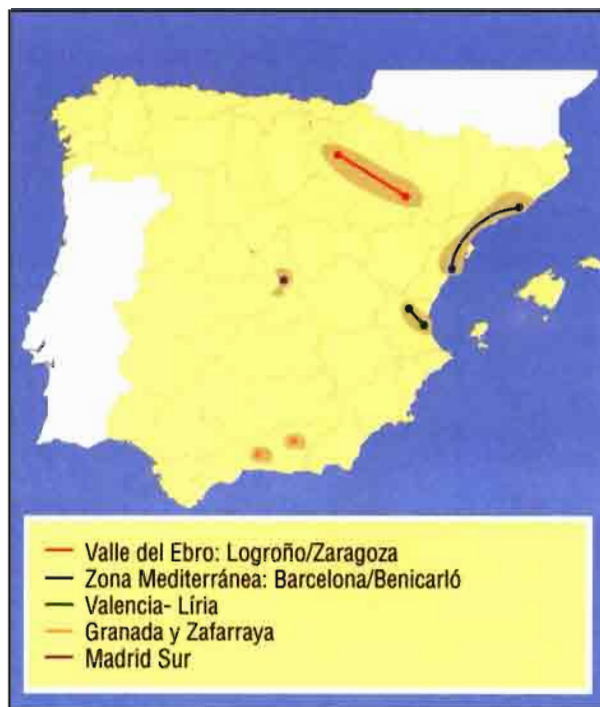 Valle del Ebro: Logroño/Zaragoza
Zona Mediterránea: Barcelona/Benicarló
Valencia- Líria
Granada y Zafarraya
Madrid Sur